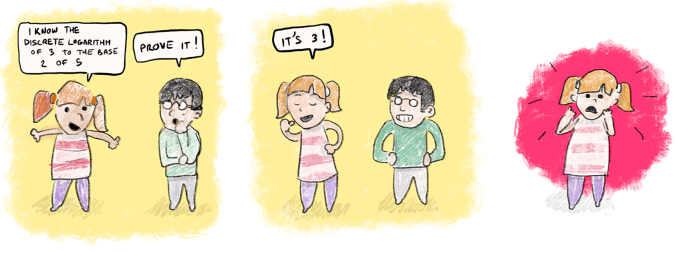 I KNOW THE
DISCRETE LOGARITHM
OF 3 TO THE BASE
2 OF 5
PROVE IT!
IT'S 3!